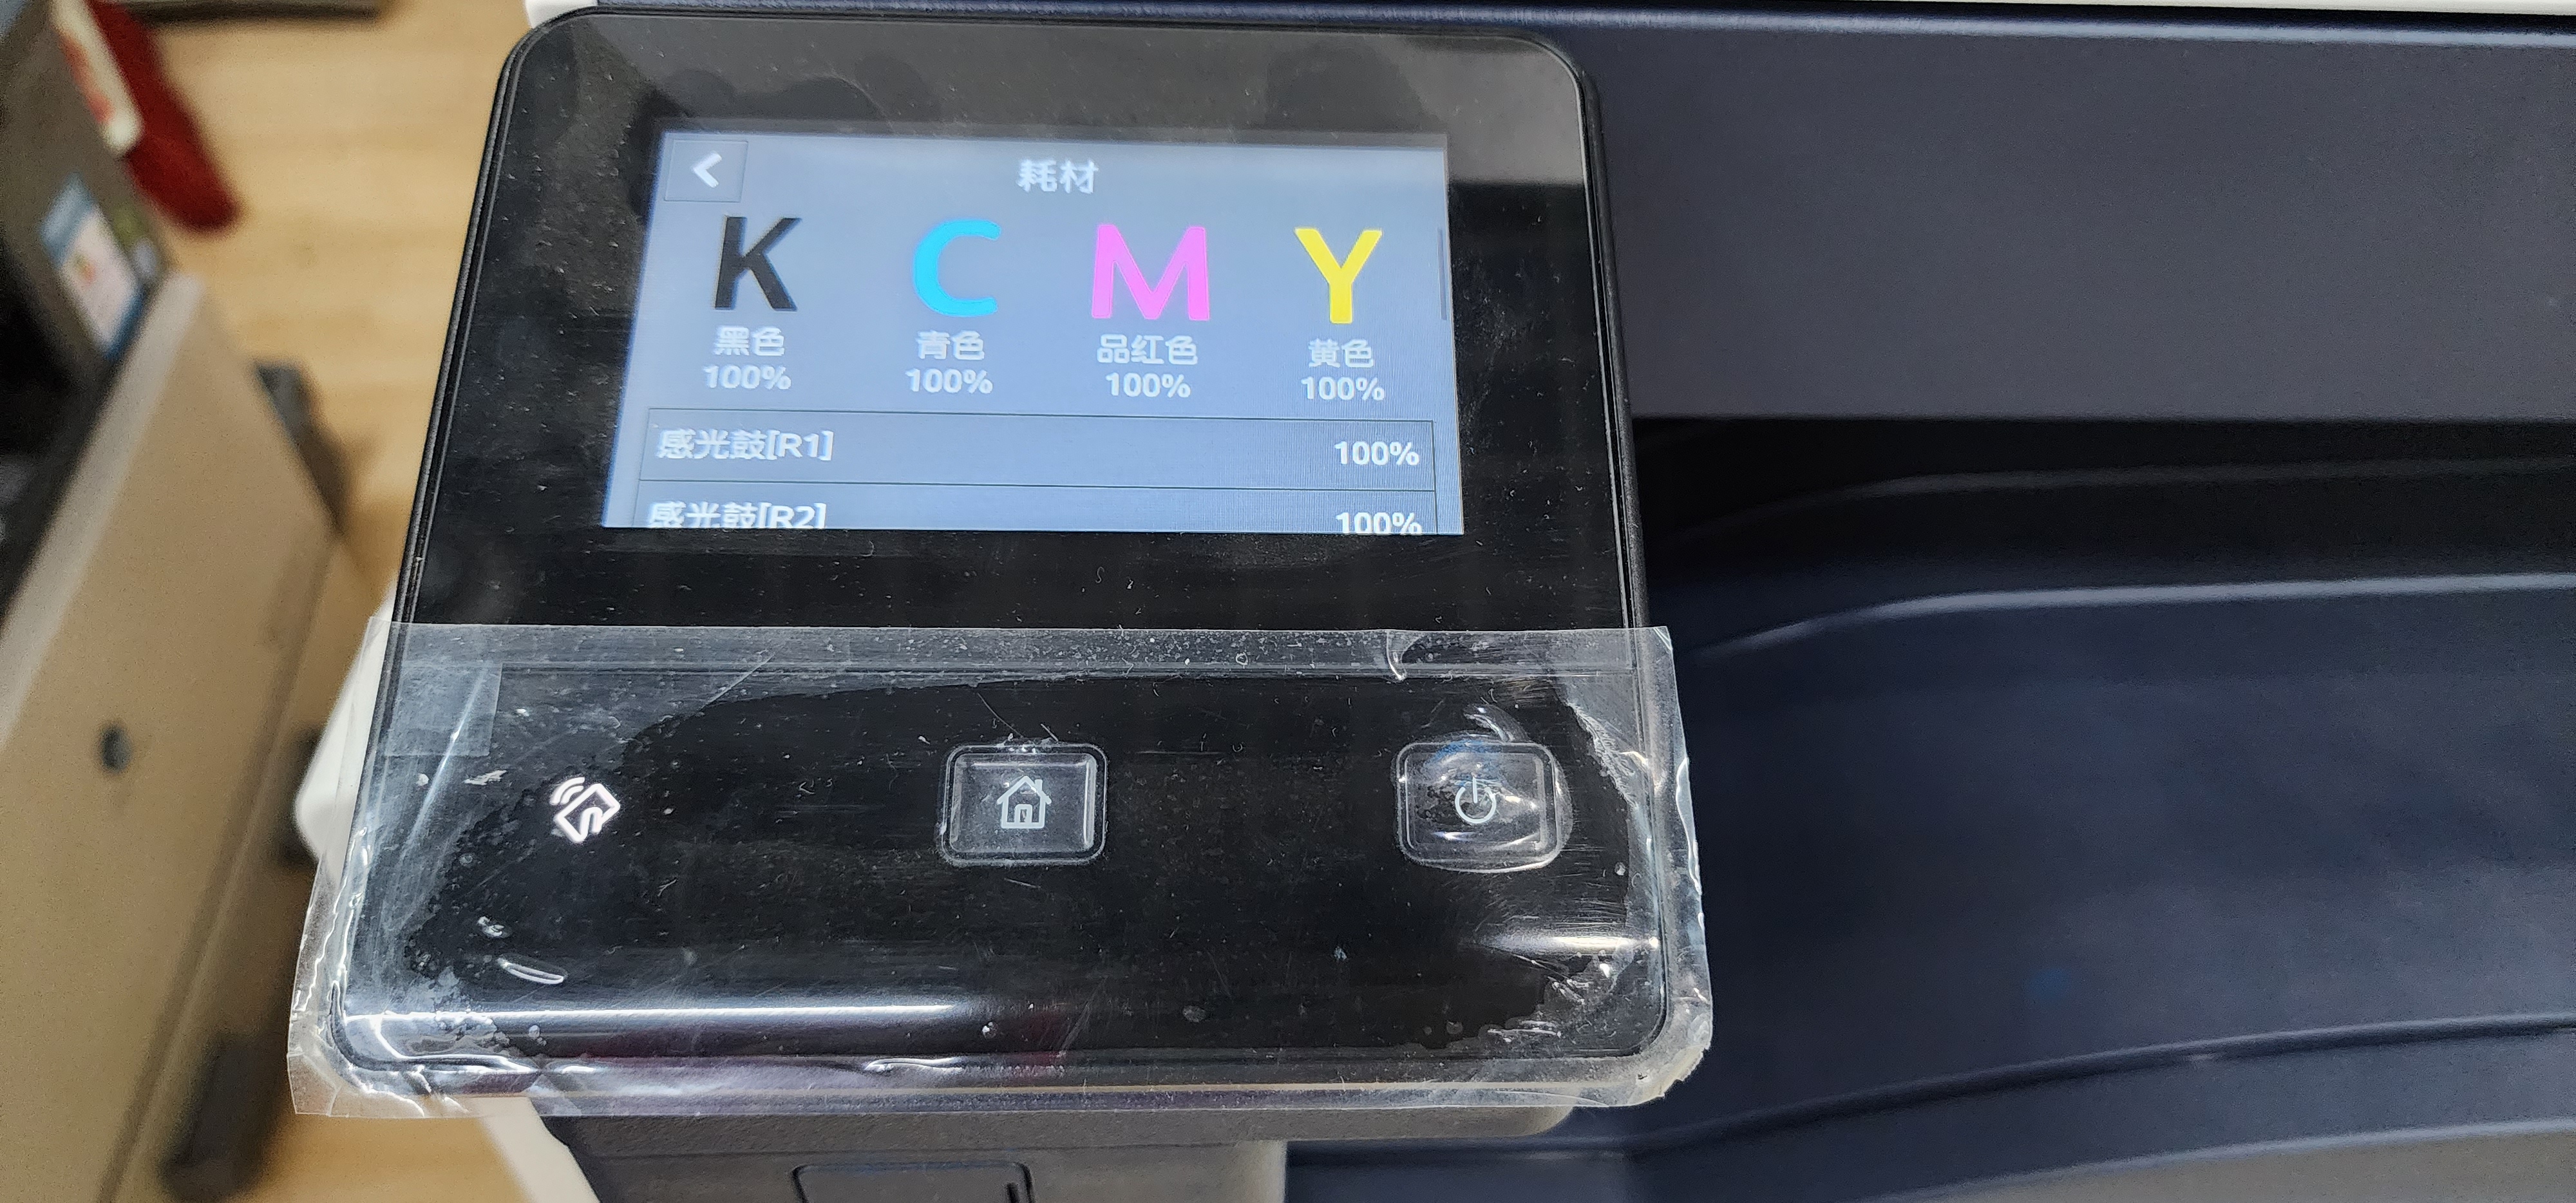 耗材
K C M Y
黑色 青色 品红色 黄色
100% 100% 100% 100%
感光鼓[R1] 100%
感光鼓[R2] 100%